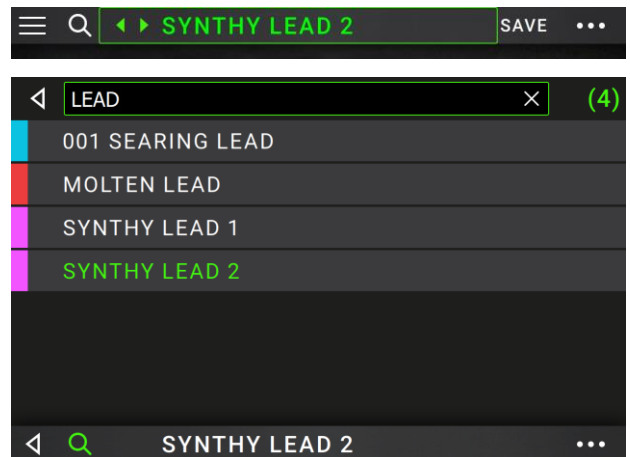 SYNTHY LEAD 2 SAVE
LEAD (4)
001 SEARING LEAD
MOLTEN LEAD
SYNTHY LEAD 1
SYNTHY LEAD 2
SYNTHY LEAD 2